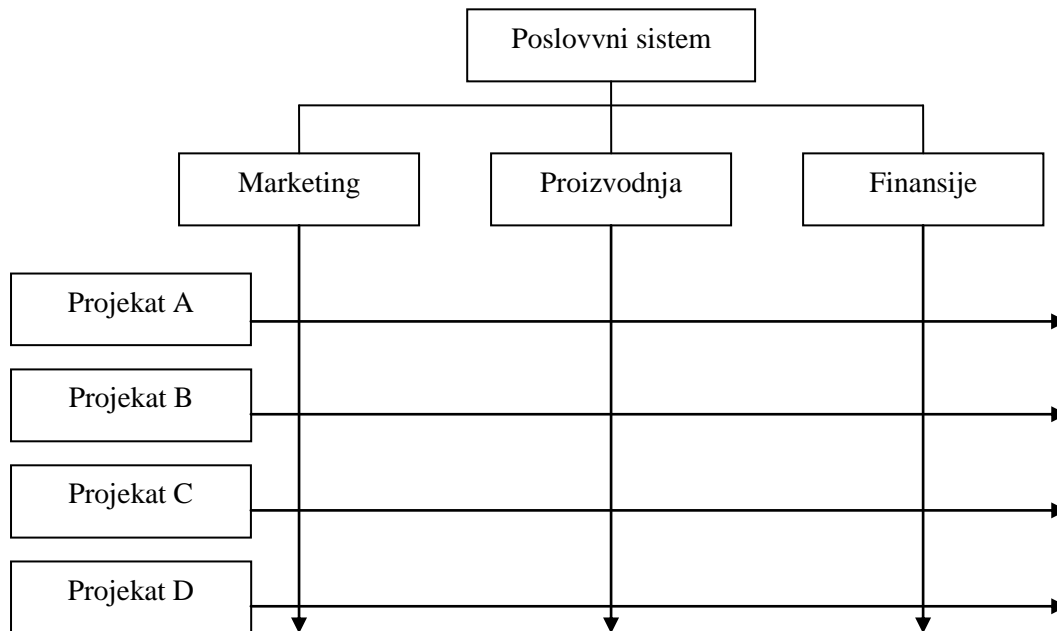 Poslovvni sistem
Marketing
Proizvodnja
Finansije
Projekat A
Projekat B
Projekat C
Projekat D